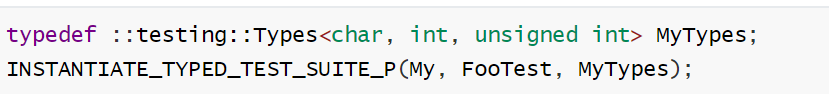 typedef ::testing::Types<char, int, unsigned int> MyTypes;
INSTANTIATE_TYPED_TEST_SUITE_P(My, FooTest, MyTypes);